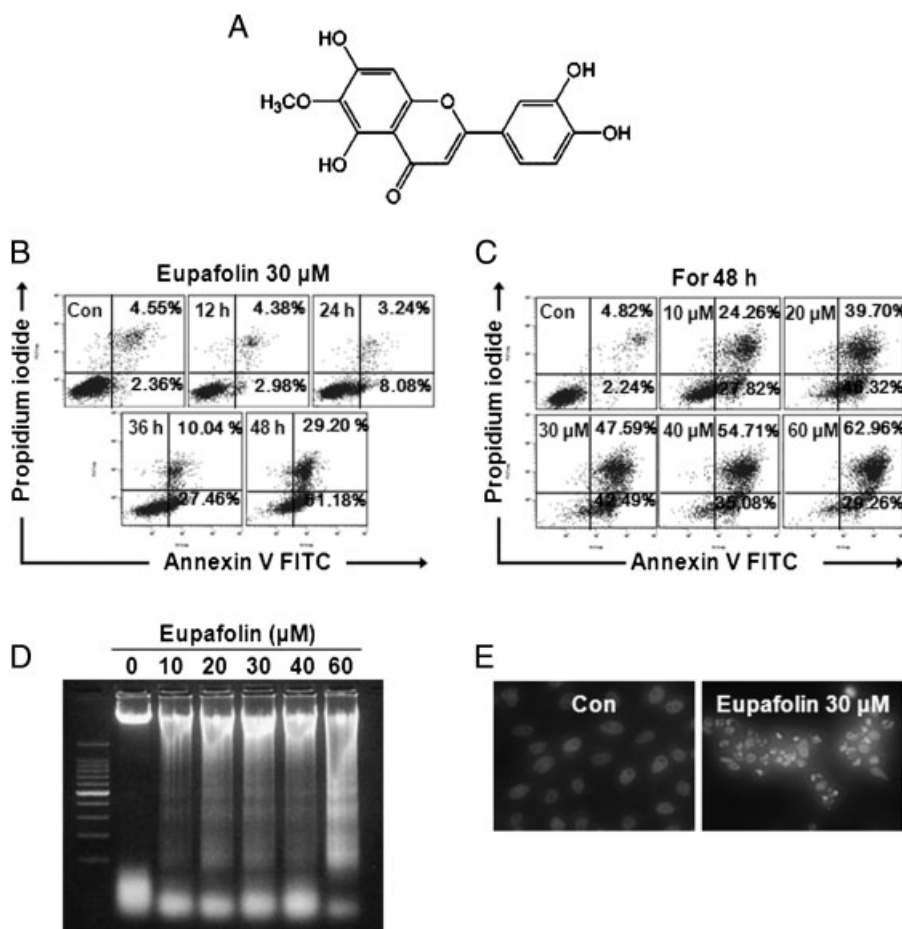 A
HO
O
OH
H₃CO
OH
HO
O
B
Eupafolin 30 μM
Propidium iodide
Con 4.55%
2.36%
12 h 4.38%
2.98%
24 h 3.24%
8.08%
36 h 10.04 %
27.46%
48 h 29.20 %
61.18%
Annexin V FITC
C
For 48 h
Propidium iodide
Con 4.82%
2.24%
10 μM 24.26%
27.82%
20 μM 39.70%
30 μM 47.59%
42.49%
40 μM 54.71%
35.08%
60 μM 62.96%
29.26%
Annexin V FITC
D
Eupafolin (μM)
0 10 20 30 40 60
E
Con
Eupafolin 30 μM